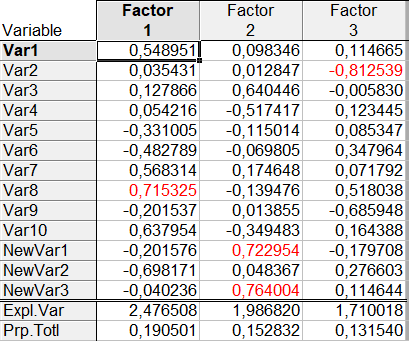 Factor Factor Factor
Variable 1 2 3
Var1 0,548951 0,098346 0,114665
Var2 0,035431 0,012847 -0,812539
Var3 0,127866 0,640446 -0,005830
Var4 0,054216 -0,517417 0,123445
Var5 -0,331005 -0,115014 0,085347
Var6 -0,482789 -0,069805 0,347964
Var7 0,568314 0,174648 0,071792
Var8 0,715325 -0,139476 0,518038
Var9 -0,201537 0,013855 -0,685948
Var10 0,637954 -0,349483 0,164388
NewVar1 -0,201576 0,722954 -0,179708
NewVar2 -0,698171 0,048367 0,276603
NewVar3 -0,040236 0,764004 0,114644
Expl.Var 2,476508 1,986820 1,710018
Prp.Totl 0,190501 0,152832 0,131540